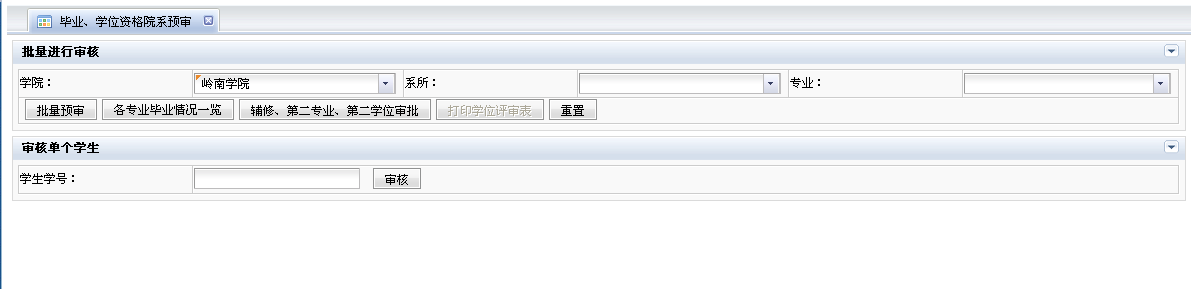 毕业、学位资格院系预审
批量进行审核
学院： 岭南学院 系所： 专业：
批量预审 各专业毕业情况一览 辅修、第二专业、第二学位审批 打印学位评审表 重置
审核单个学生
学生学号： 审核